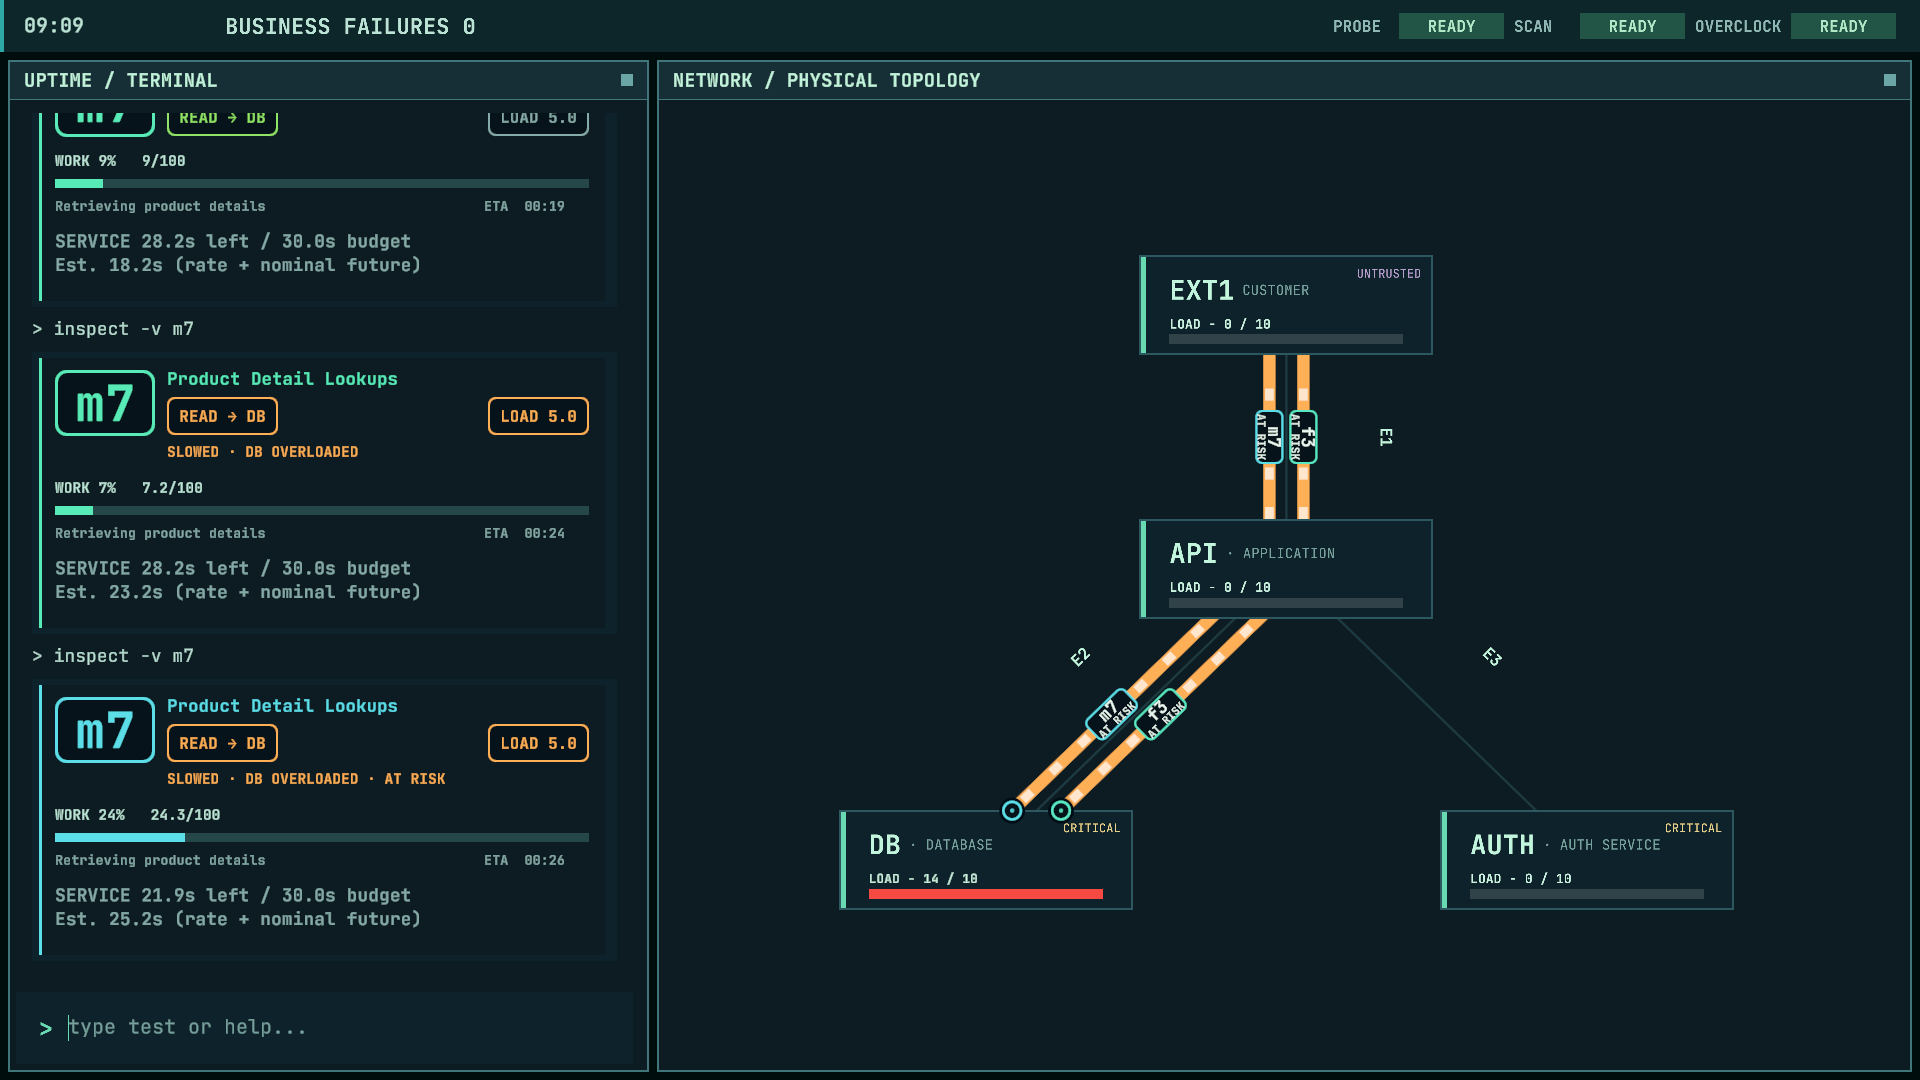 09:09
BUSINESS FAILURES 0
PROBE READY SCAN READY OVERCLOCK READY
UPTIME / TERMINAL
m7
READ → DB
LOAD 5.0
WORK 9% 9/100
Retrieving product details ETA 00:19
SERVICE 28.2s left / 30.0s budget
Est. 18.2s (rate + nominal future)
> inspect -v m7
m7
Product Detail Lookups
READ → DB
LOAD 5.0
SLOWED · DB OVERLOADED
WORK 7% 7.2/100
Retrieving product details ETA 00:24
SERVICE 28.2s left / 30.0s budget
Est. 23.2s (rate + nominal future)
> inspect -v m7
m7
Product Detail Lookups
READ → DB
LOAD 5.0
SLOWED · DB OVERLOADED · AT RISK
WORK 24% 24.3/100
Retrieving product details ETA 00:26
SERVICE 21.9s left / 30.0s budget
Est. 25.2s (rate + nominal future)
> type test or help...
NETWORK / PHYSICAL TOPOLOGY
UNTRUSTED
EXT1 CUSTOMER
LOAD - 0 / 10
m7
AT RISK
f3
AT RISK
E1
API · APPLICATION
LOAD - 0 / 10
E2
E3
m7
AT RISK
f3
AT RISK
CRITICAL
DB · DATABASE
LOAD - 14 / 10
CRITICAL
AUTH · AUTH SERVICE
LOAD - 0 / 10